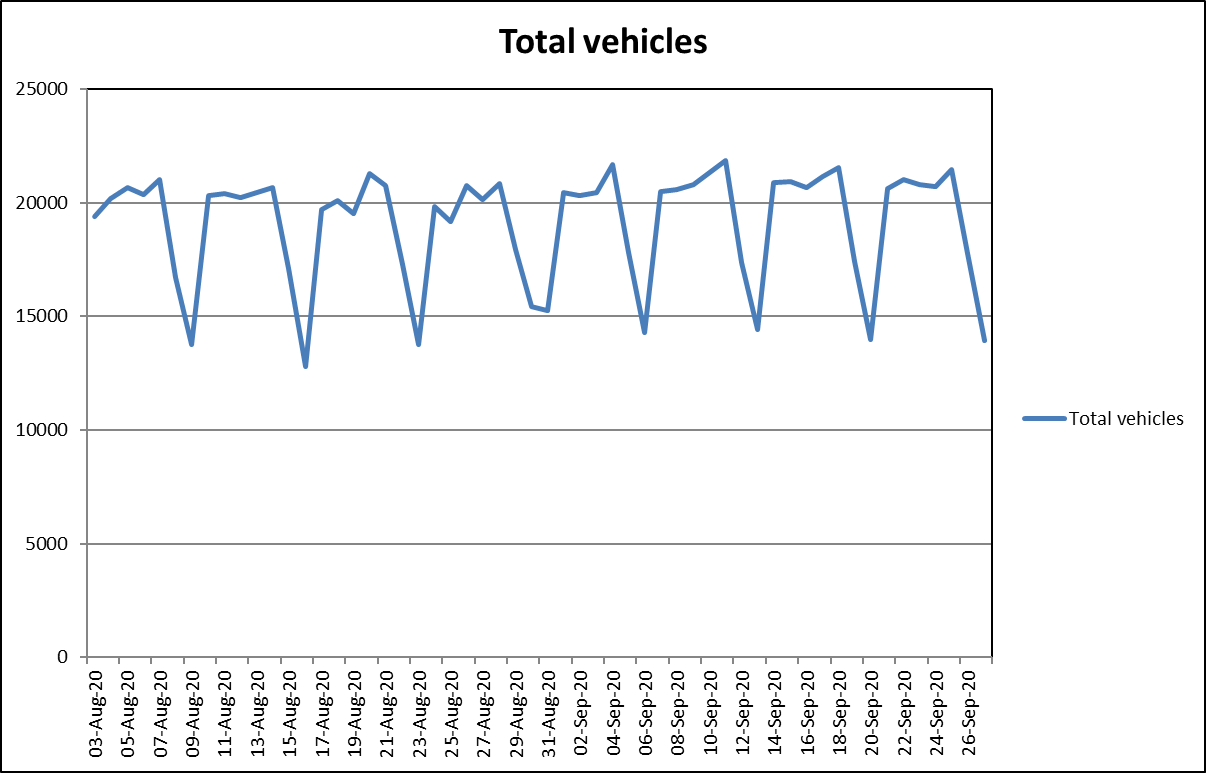 Total vehicles
25000
20000
15000
10000
5000
0
03-Aug-20
05-Aug-20
07-Aug-20
09-Aug-20
11-Aug-20
13-Aug-20
15-Aug-20
17-Aug-20
19-Aug-20
21-Aug-20
23-Aug-20
25-Aug-20
27-Aug-20
29-Aug-20
31-Aug-20
02-Sep-20
04-Sep-20
06-Sep-20
08-Sep-20
10-Sep-20
12-Sep-20
14-Sep-20
16-Sep-20
18-Sep-20
20-Sep-20
22-Sep-20
24-Sep-20
26-Sep-20
Total vehicles